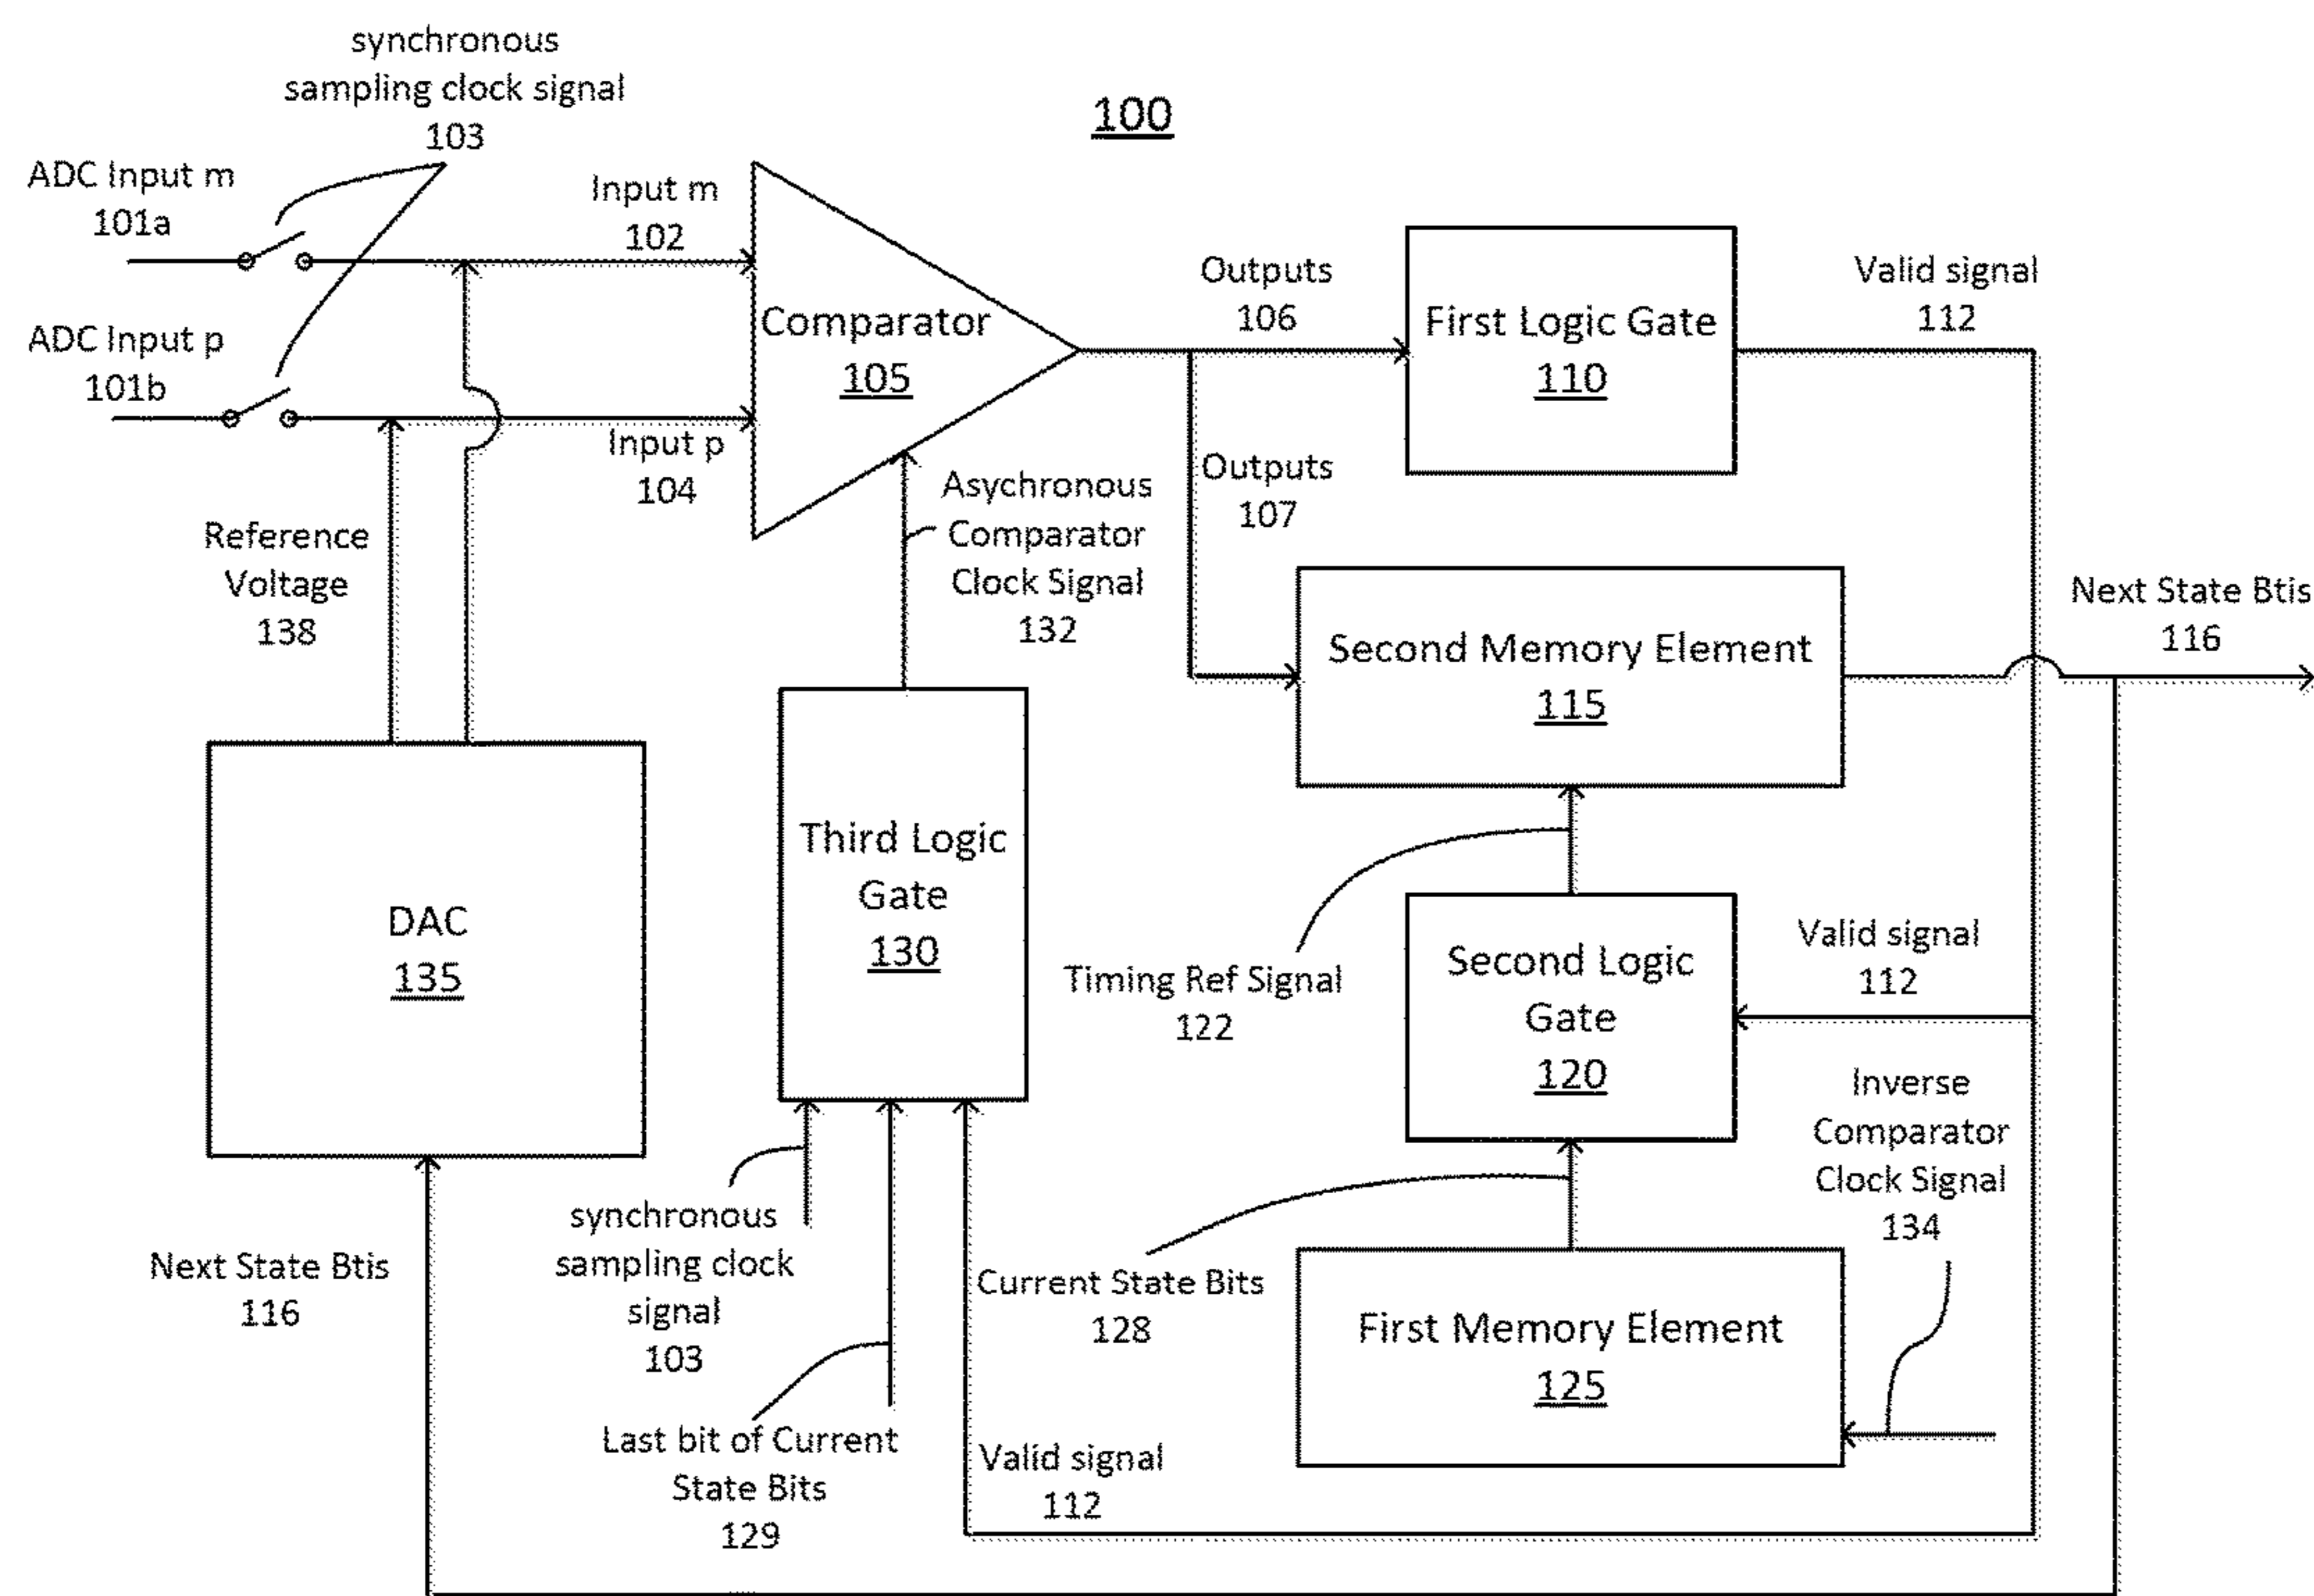 synchronous
sampling clock signal
103
100
ADC Input m
101a
Input m
102
ADC Input p
101b
Input p
104
Comparator
105
Outputs
106
First Logic Gate
110
Valid signal
112
Outputs
107
Asychronous
Comparator
Clock Signal
132
Reference
Voltage
138
Second Memory Element
115
Next State Btis
116
DAC
135
Third Logic
Gate
130
Timing Ref Signal
122
Second Logic
Gate
120
Valid signal
112
Inverse
Comparator
Clock Signal
134
Next State Btis
116
synchronous
sampling clock
signal
103
Current State Bits
128
First Memory Element
125
Last bit of Current
State Bits
129
Valid signal
112